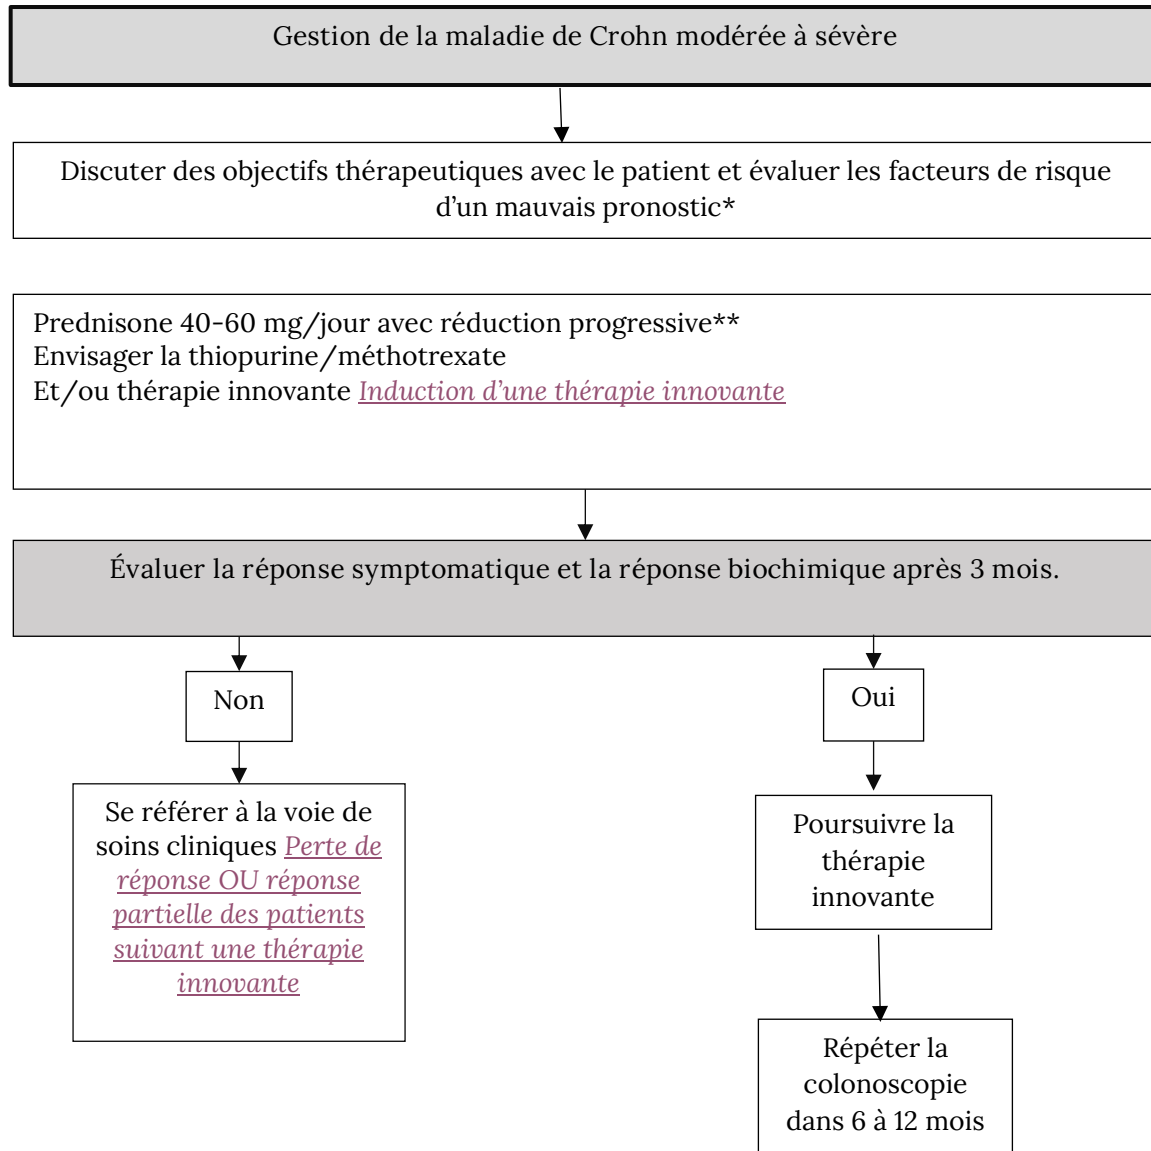 Gestion de la maladie de Crohn modérée à sévère
Discuter des objectifs thérapeutiques avec le patient et évaluer les facteurs de risque
d’un mauvais pronostic*
Prednisone 40-60 mg/jour avec réduction progressive**
Envisager la thiopurine/méthotrexate
Et/ou thérapie innovante Induction d’une thérapie innovante
Évaluer la réponse symptomatique et la réponse biochimique après 3 mois.
Non
Se référer à la voie de
soins cliniques Perte de
réponse OU réponse
partielle des patients
suivant une thérapie
innovante
Oui
Poursuivre la
thérapie
innovante
Répéter la
colonoscopie
dans 6 à 12 mois